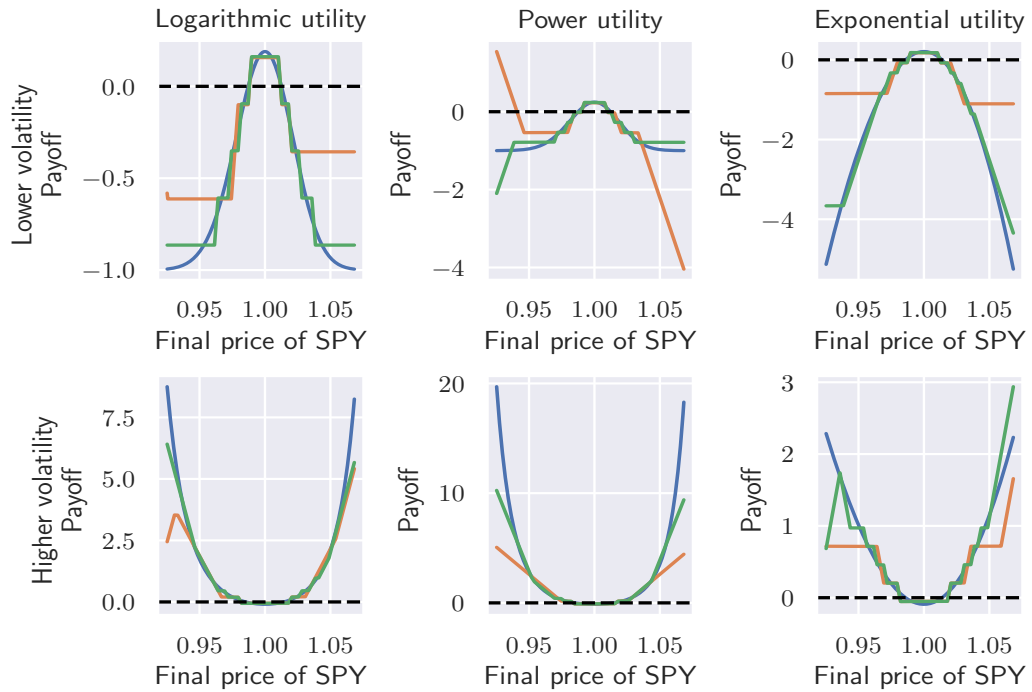 Logarithmic utility
Power utility
Exponential utility
Lower volatility
Payoff
0.0
−0.5
−1.0
0.95 1.00 1.05
Final price of SPY
Payoff
0
−2
−4
0.95 1.00 1.05
Final price of SPY
Payoff
0
−2
−4
0.95 1.00 1.05
Final price of SPY
Higher volatility
Payoff
7.5
5.0
2.5
0.0
0.95 1.00 1.05
Final price of SPY
Payoff
20
10
0
0.95 1.00 1.05
Final price of SPY
Payoff
3
2
1
0
0.95 1.00 1.05
Final price of SPY